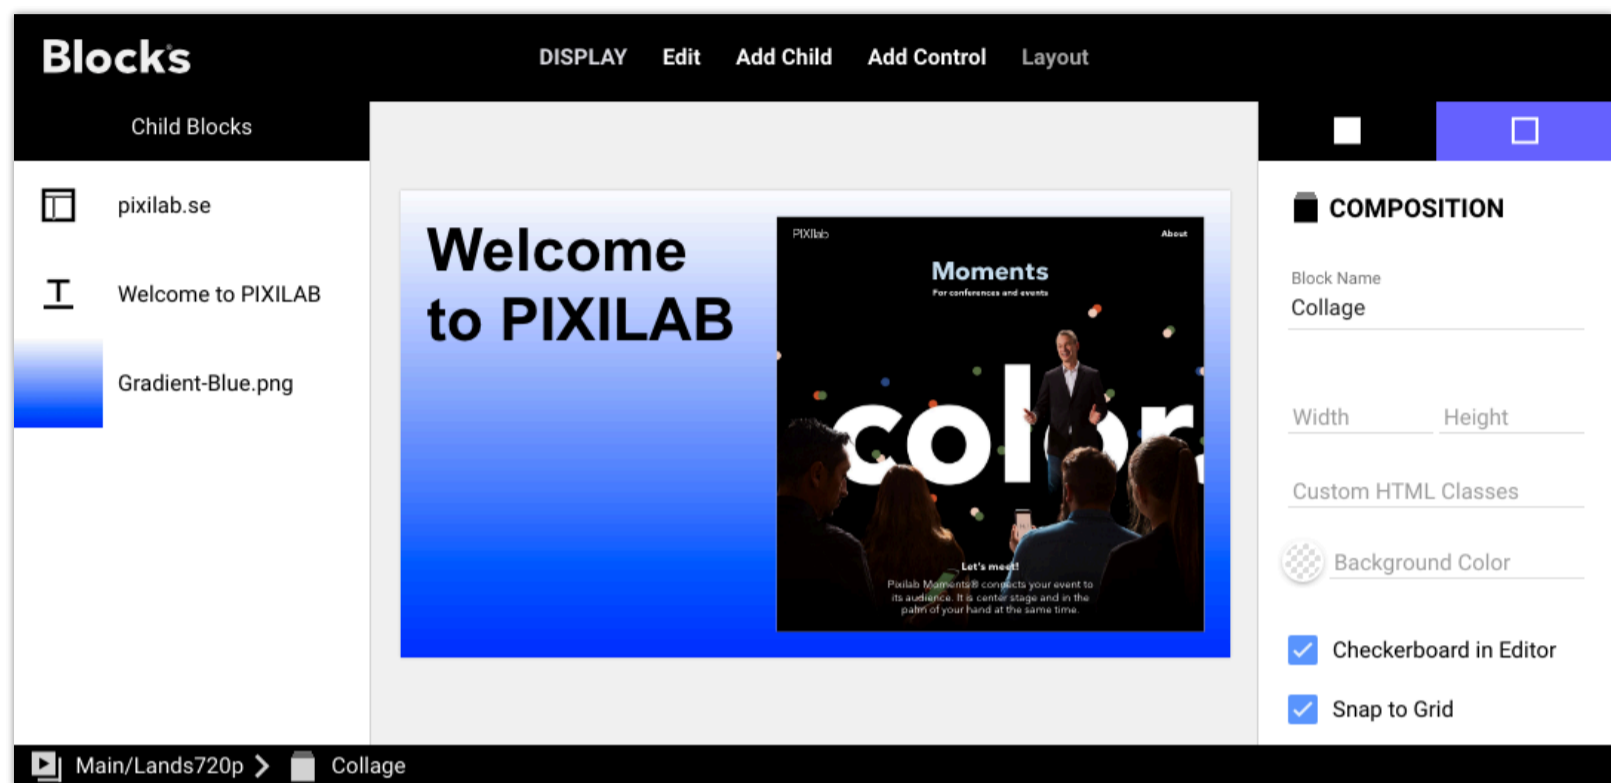 Blocks
DISPLAY Edit Add Child Add Control Layout
Child Blocks
pixilab.se
Welcome to PIXILAB
Gradient-Blue.png
Welcome
to PIXILAB
PIXIlab
About
Moments
For conferences and events
color.
Let's meet!
Pixilab Moments® connects your event to
its audience. It is center stage and in the
palm of your hand at the same time.
COMPOSITION
Block Name
Collage
Width Height
Custom HTML Classes
Background Color
Checkerboard in Editor
Snap to Grid
Main/Lands720p
Collage